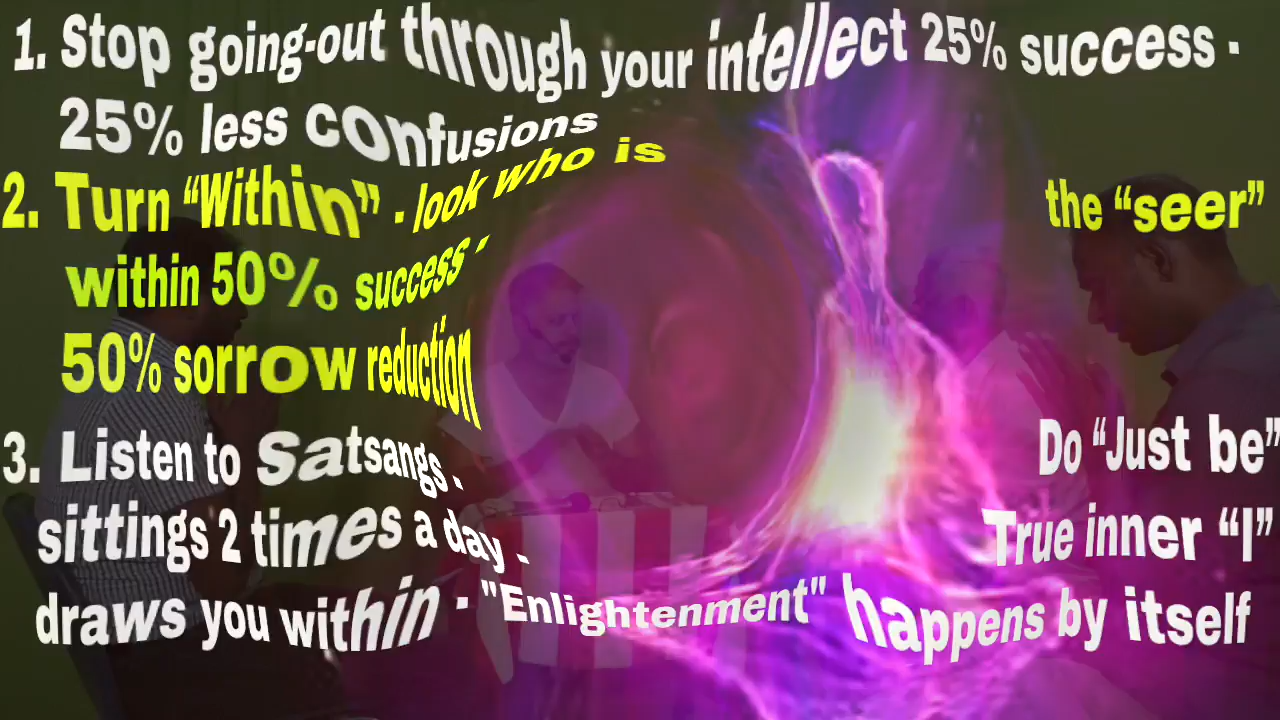 1. Stop going-out through your intellect 25% success -
25% less confusions
2. Turn “Within” - look who is the “seer”
within 50% success -
50% sorrow reduction
3. Listen to Satsangs . Do “Just be”
sittings 2 times a day - True inner “I”
draws you within - "Enlightenment" happens by itself